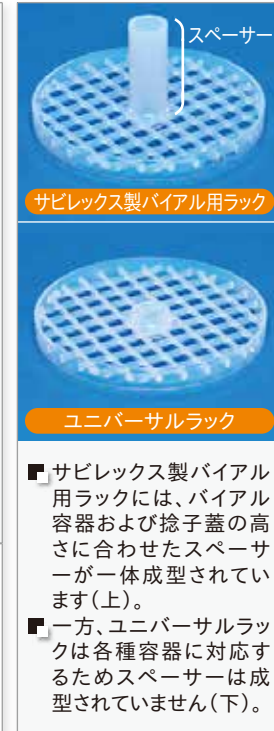 スペーサー
サビレックス製バイアル用ラック
ユニバーサルラック
■サビレックス製バイアル
用ラックには、バイアル
容器および捻子蓋の高
さに合わせたスペーサ
ーが一体成型されてい
ます(上)。
■一方、ユニバーサルラッ
クは各種容器に対応す
るためスペーサーは成
型されていません(下)。